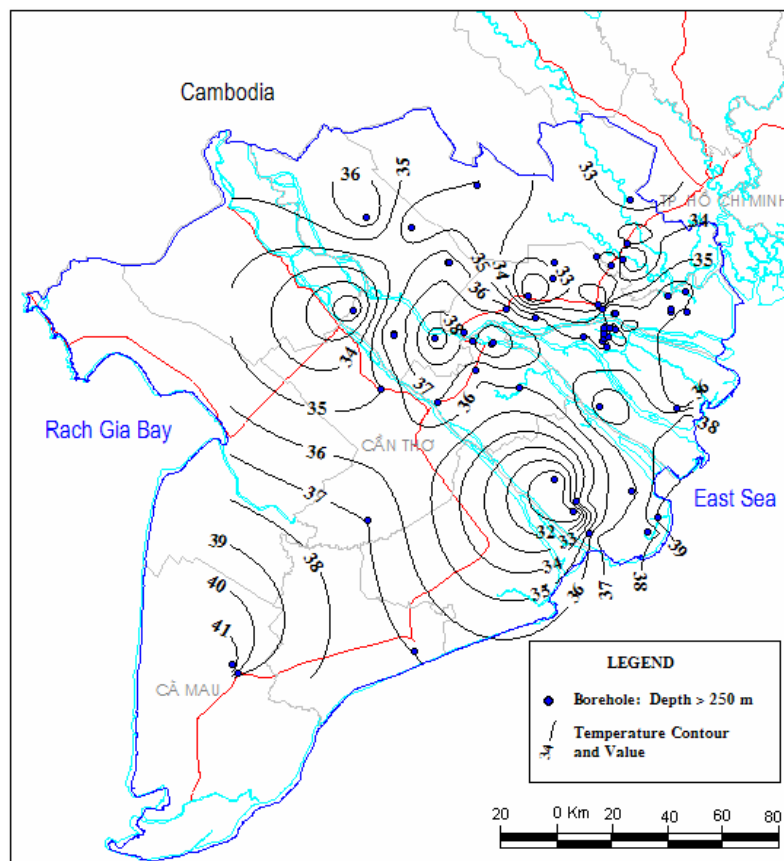 Cambodia
36
35
33
TP. HỒ CHÍ MINH
34
35
35
34
33
36
38
34
37
36
35
36
38
Rach Gia Bay
36
CẦN THƠ
37
East Sea
32
33
39
39
38
34
38
40
35
36
37
41
CÀ MAU
LEGEND
Borehole: Depth > 250 m
34
Temperature Contour
and Value
20 0 Km 20 40 60 80